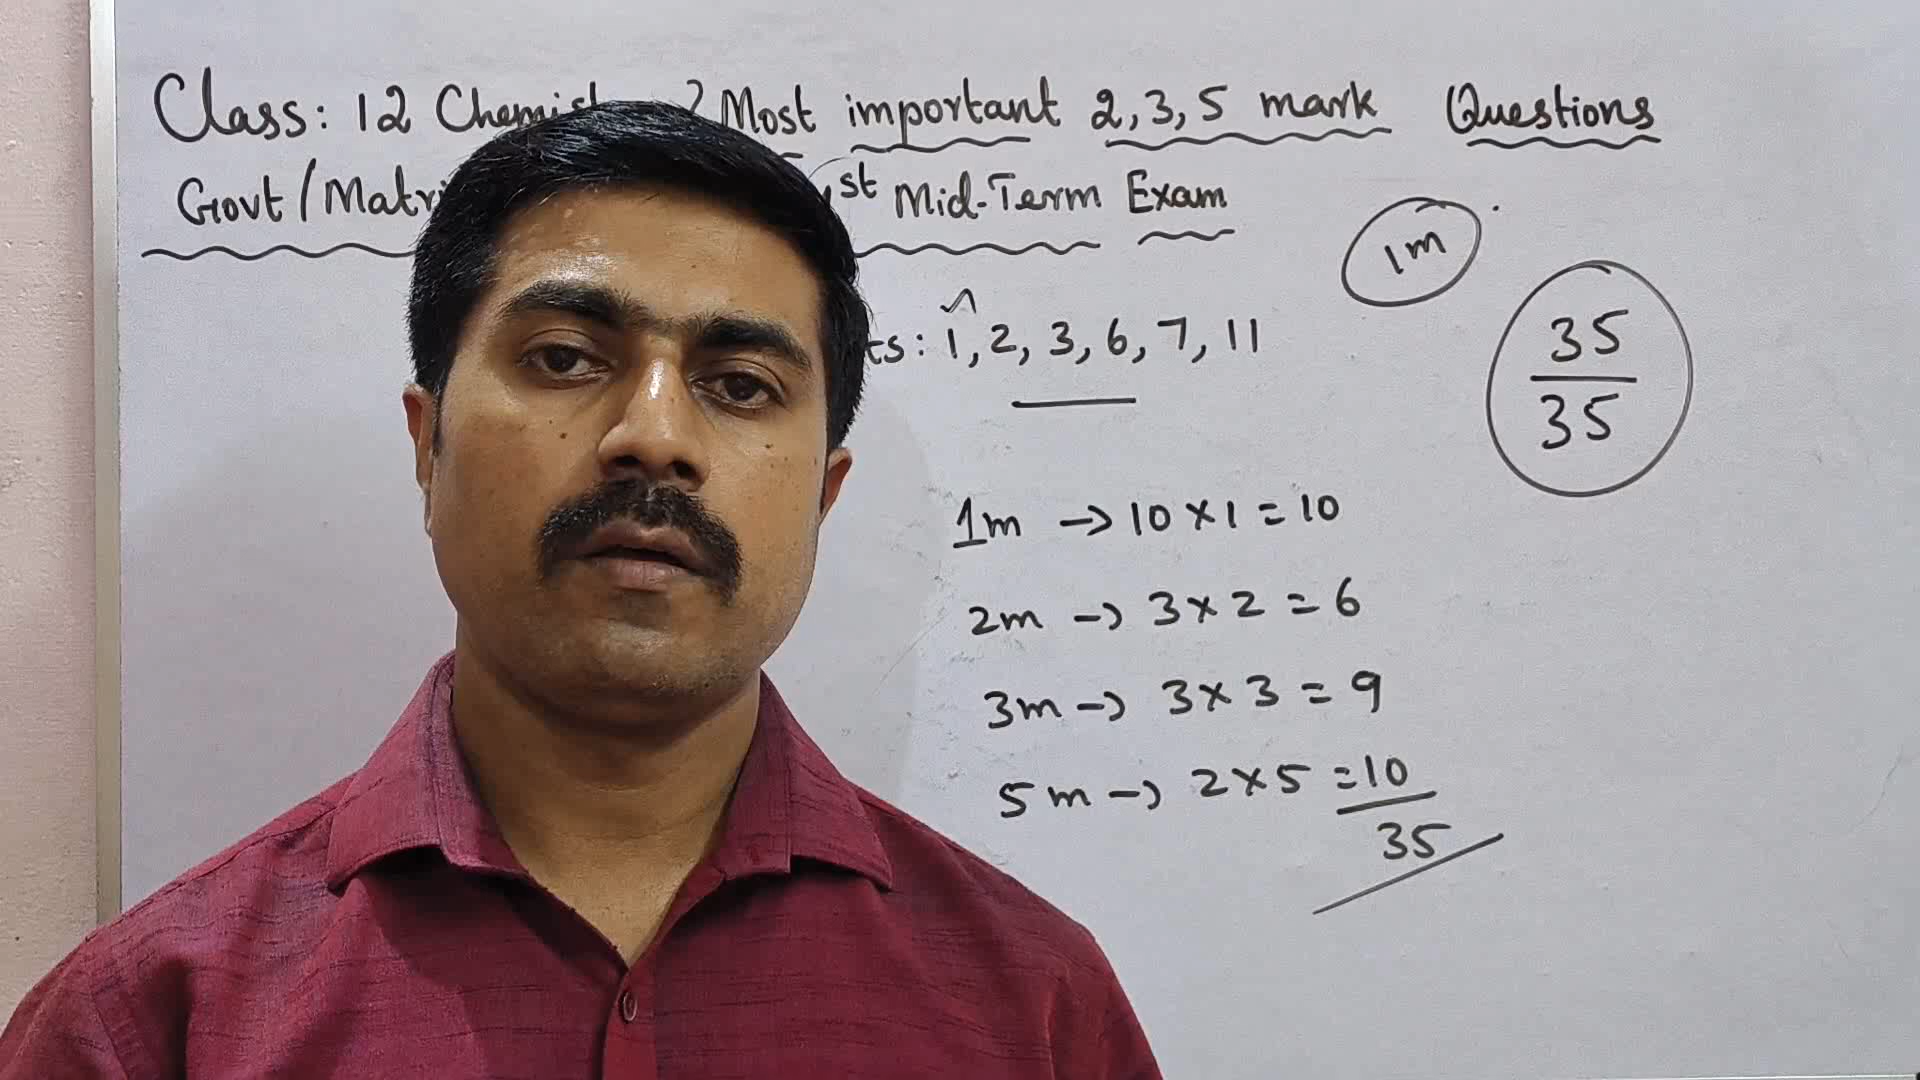 Class: 12 Most important 2, 3, 5 mark Questions
Govt / st Mid-Term Exam
1m
: 1, 2, 3, 6, 7, 11
35
35
1m → 10 x 1 = 10
2m → 3 x 2 = 6
3m → 3 x 3 = 9
5m → 2 x 5 = 10
35